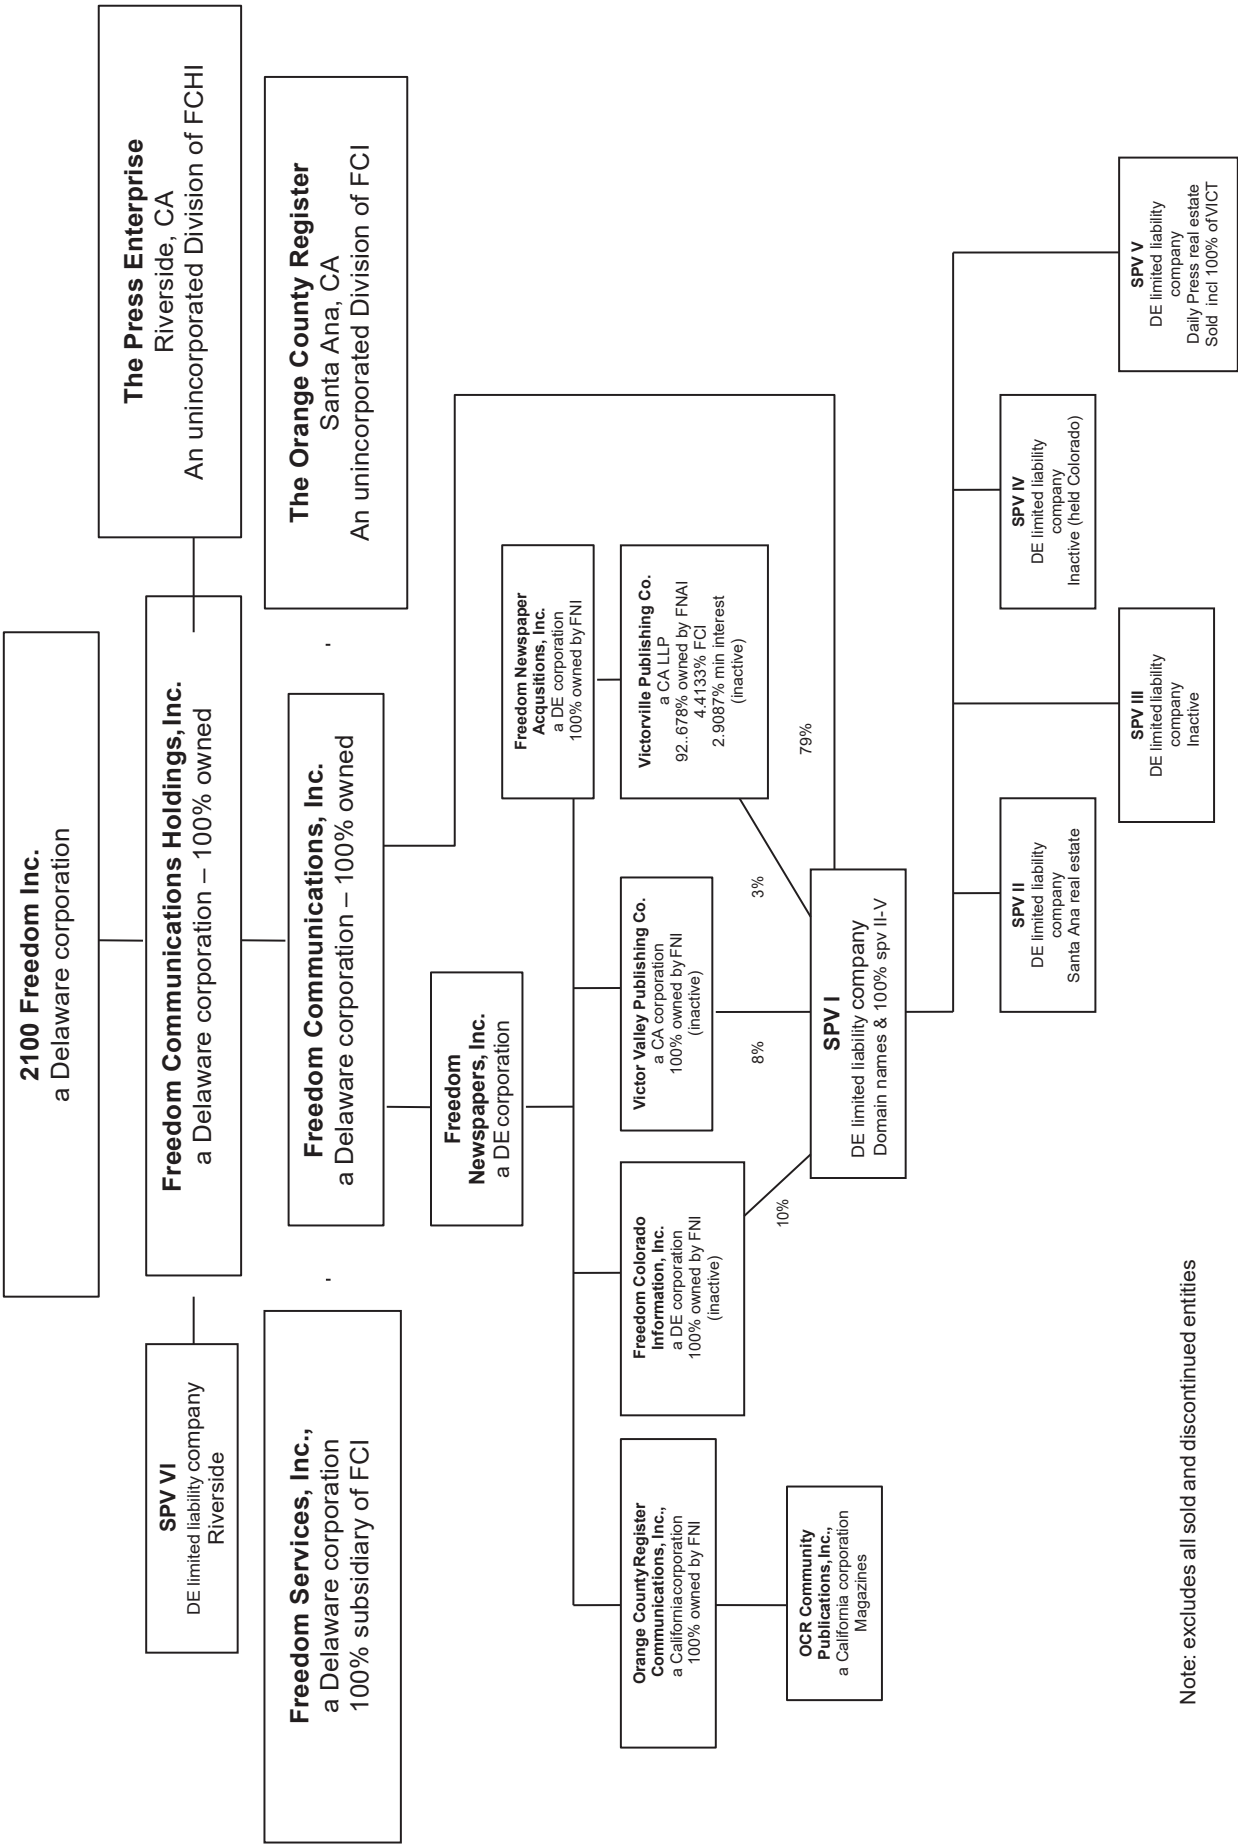 2100 Freedom Inc.
a Delaware corporation
SPV VI
DE limited liability company
Riverside
Freedom Communications Holdings, Inc.
a Delaware corporation – 100% owned
The Press Enterprise
Riverside, CA
An unincorporated Division of FCHI
Freedom Services, Inc.,
a Delaware corporation
100% subsidiary of FCI
-
Freedom Communications, Inc.
a Delaware corporation – 100% owned
-
The Orange County Register
Santa Ana, CA
An unincorporated Division of FCI
Freedom
Newspapers, Inc.
a DE corporation
Freedom Newspaper
Acqusitions, Inc.
a DE corporation
100% owned by FNI
Orange County Register
Communications, Inc.,
a California corporation
100% owned by FNI
Freedom Colorado
Information, Inc.
a DE corporation
100% owned by FNI
(inactive)
Victor Valley Publishing Co.
a CA corporation
100% owned by FNI
(inactive)
Victorville Publishing Co.
a CA LLP
92..678% owned by FNAI
4.4133% FCI
2.9087% min interest
(inactive)
10%
8%
3%
79%
OCR Community
Publications, Inc.,
a California corporation
Magazines
SPV I
DE limited liability company
Domain names & 100% spv II-V
SPV II
DE limited liability
company
Santa Ana real estate
SPV III
DE limited liability
company
Inactive
SPV IV
DE limited liability
company
Inactive (held Colorado)
SPV V
DE limited liability
company
Daily Press real estate
Sold incl 100% of VICT
Note: excludes all sold and discontinued entities